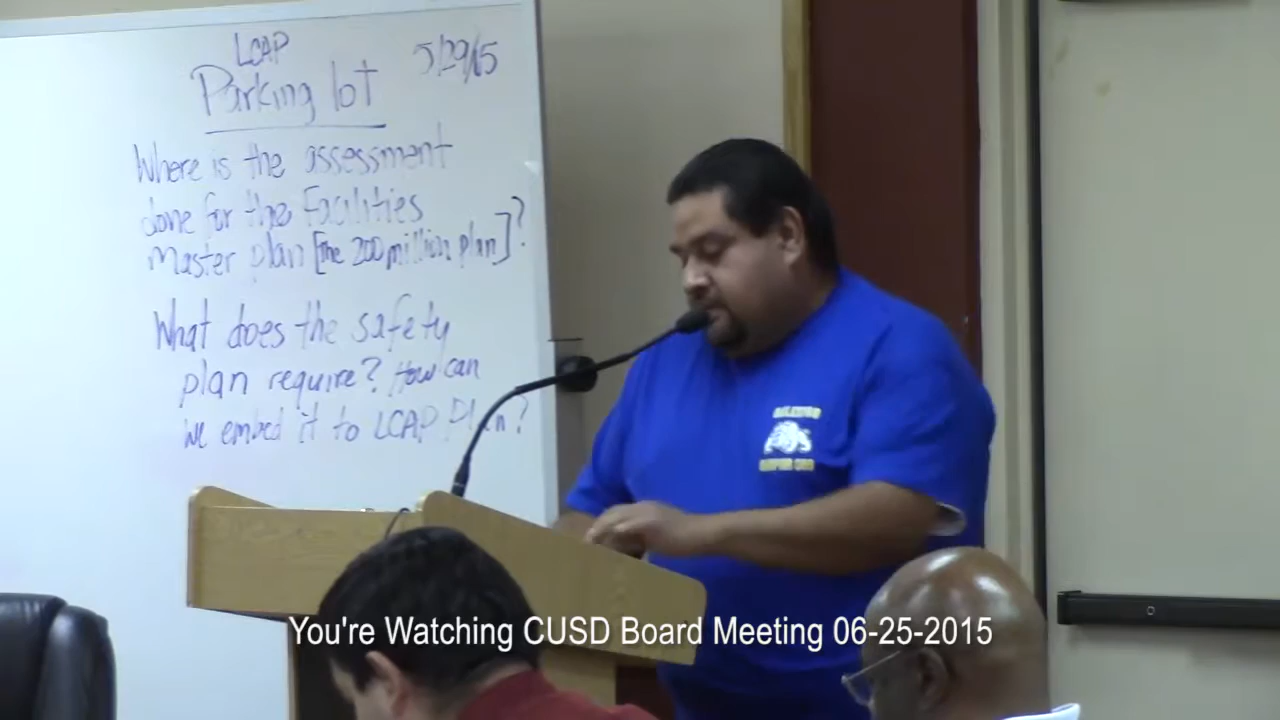 LCAP
Parking lot 5/29/15
Where is the assessment
done for the Facilities
Master plan [the 200 million plan]?
What does the safety
plan require? How can
we embed it to LCAP Plan?
You're Watching CUSD Board Meeting 06-25-2015